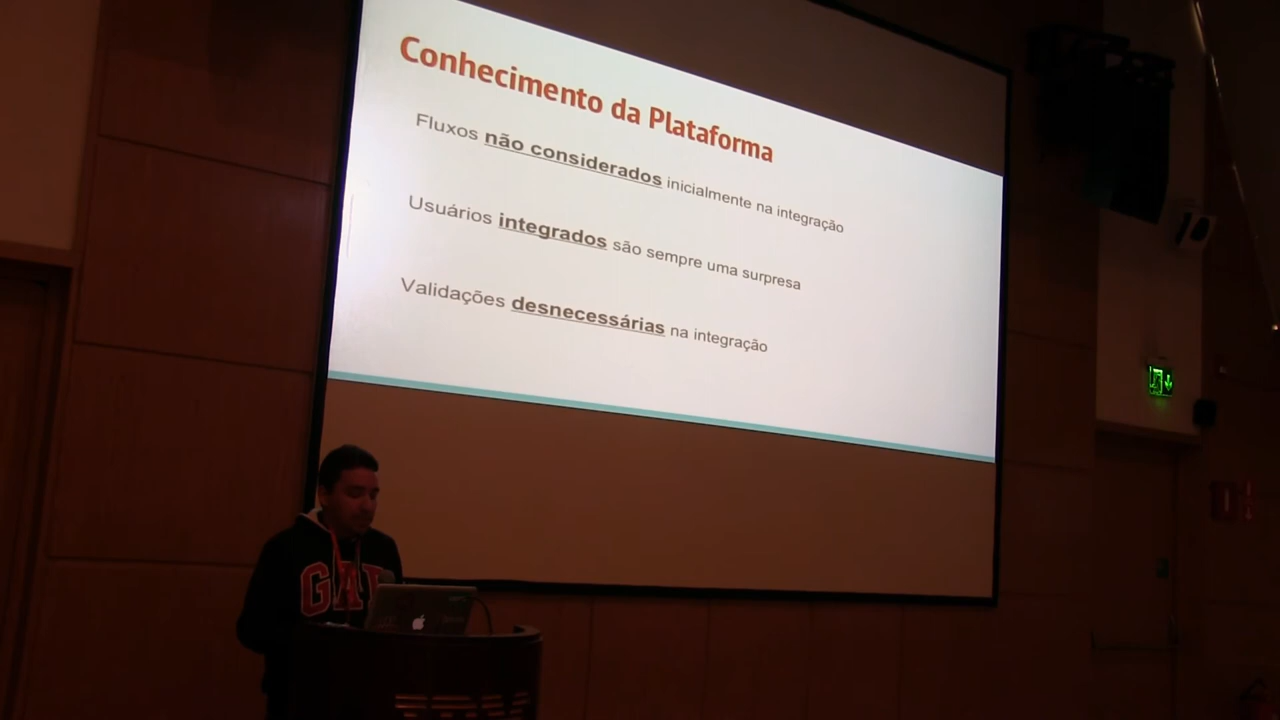 Conhecimento da Plataforma
Fluxos não considerados inicialmente na integração
Usuários integrados são sempre uma surpresa
Validações desnecessárias na integração
GAP